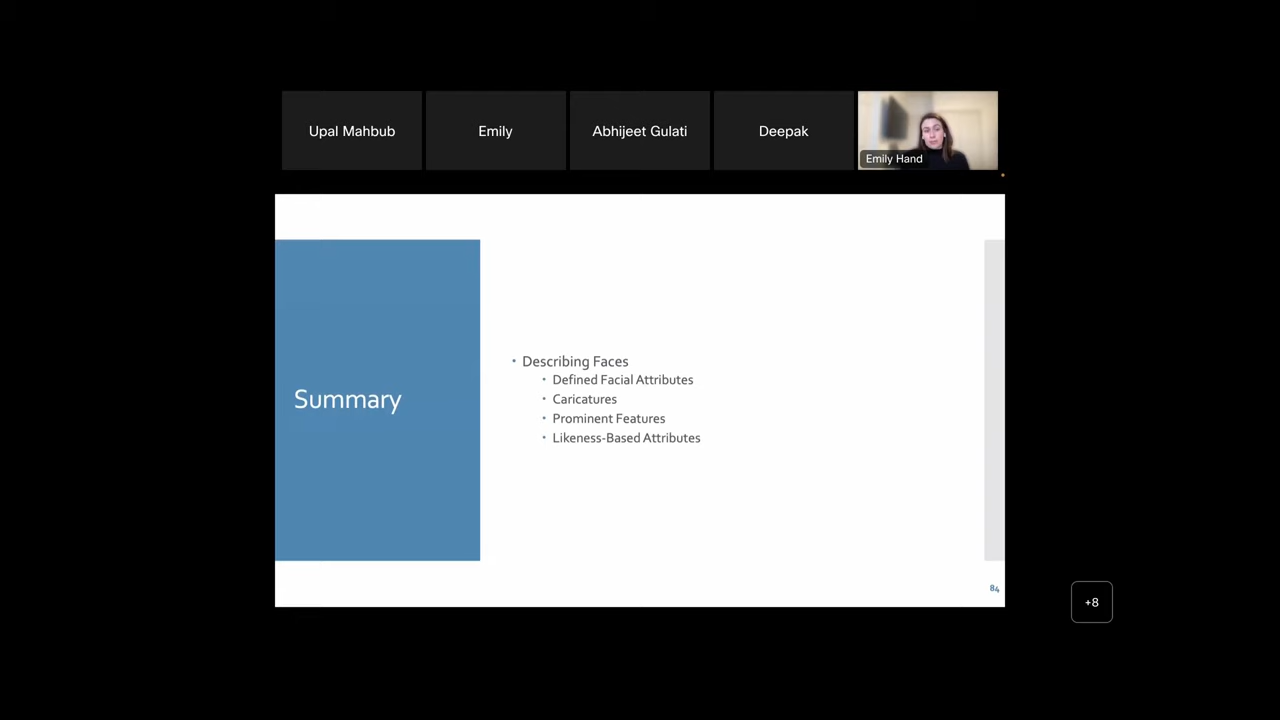 Upal Mahbub
Emily
Abhijeet Gulati
Deepak
Emily Hand
Summary
• Describing Faces
• Defined Facial Attributes
• Caricatures
• Prominent Features
• Likeness-Based Attributes
84
+8